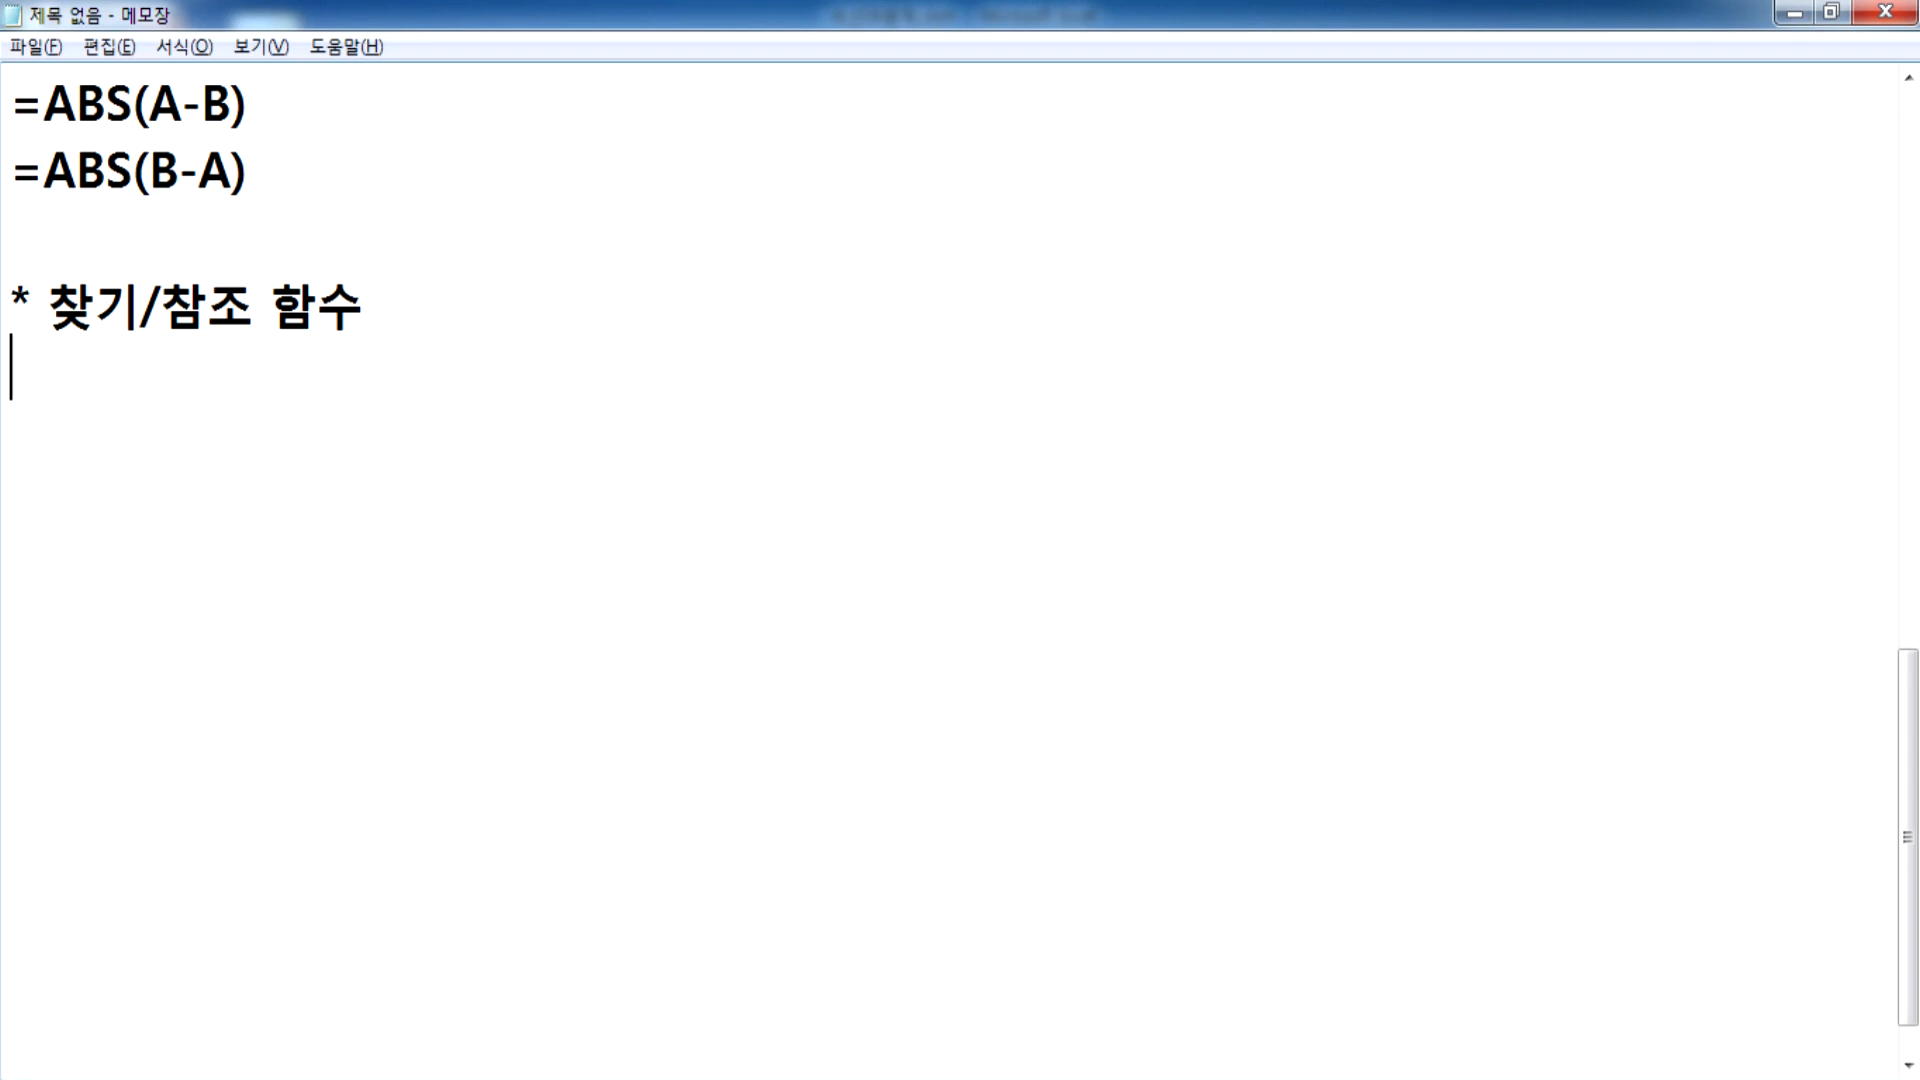 제목 없음 - 메모장
파일(F) 편집(E) 서식(O) 보기(V) 도움말(H)
=ABS(A-B)
=ABS(B-A)
* 찾기/참조 함수